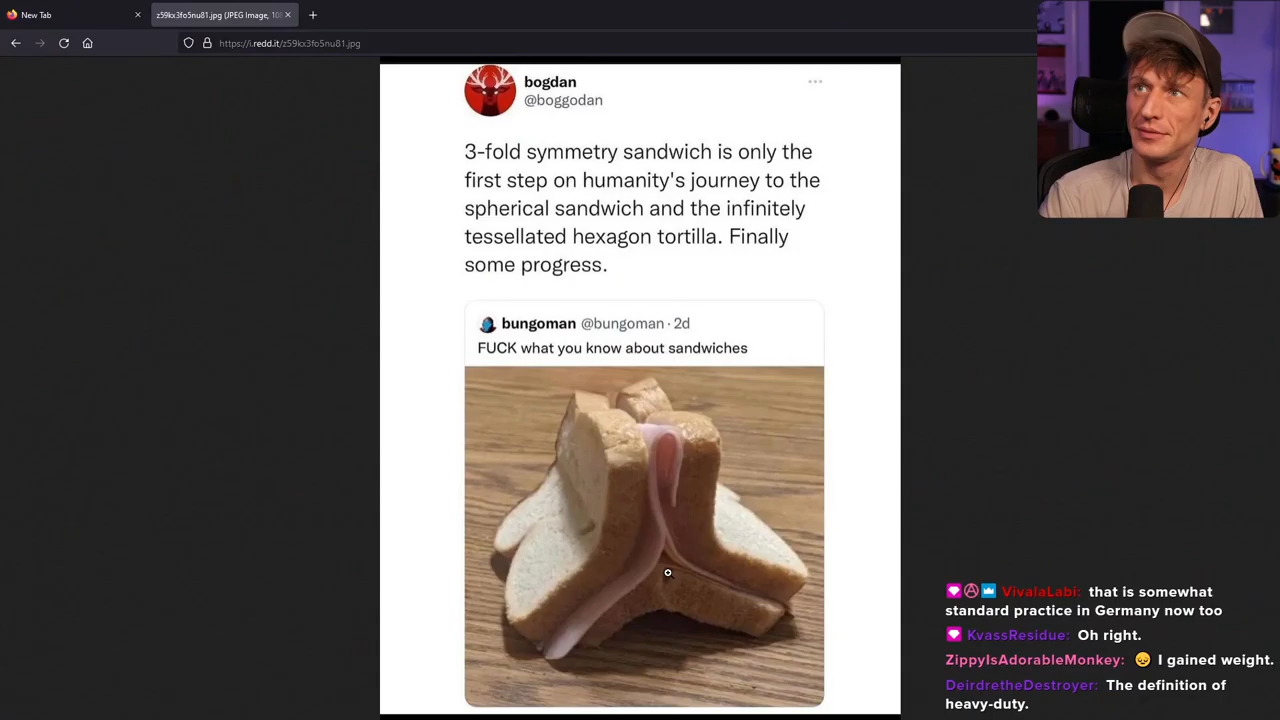 New Tab
z59kx3fo5nu81.jpg (JPEG Image, 10
https://i.redd.it/z59kx3fo5nu81.jpg
bogdan
@boggodan
3-fold symmetry sandwich is only the
first step on humanity's journey to the
spherical sandwich and the infinitely
tessellated hexagon tortilla. Finally
some progress.
bungoman @bungoman · 2d
FUCK what you know about sandwiches
VivalaLabi: that is somewhat
standard practice in Germany now too
KvassResidue: Oh right.
ZippyIsAdorableMonkey: 😔 I gained weight.
DeirdretheDestroyer: The definition of
heavy-duty.